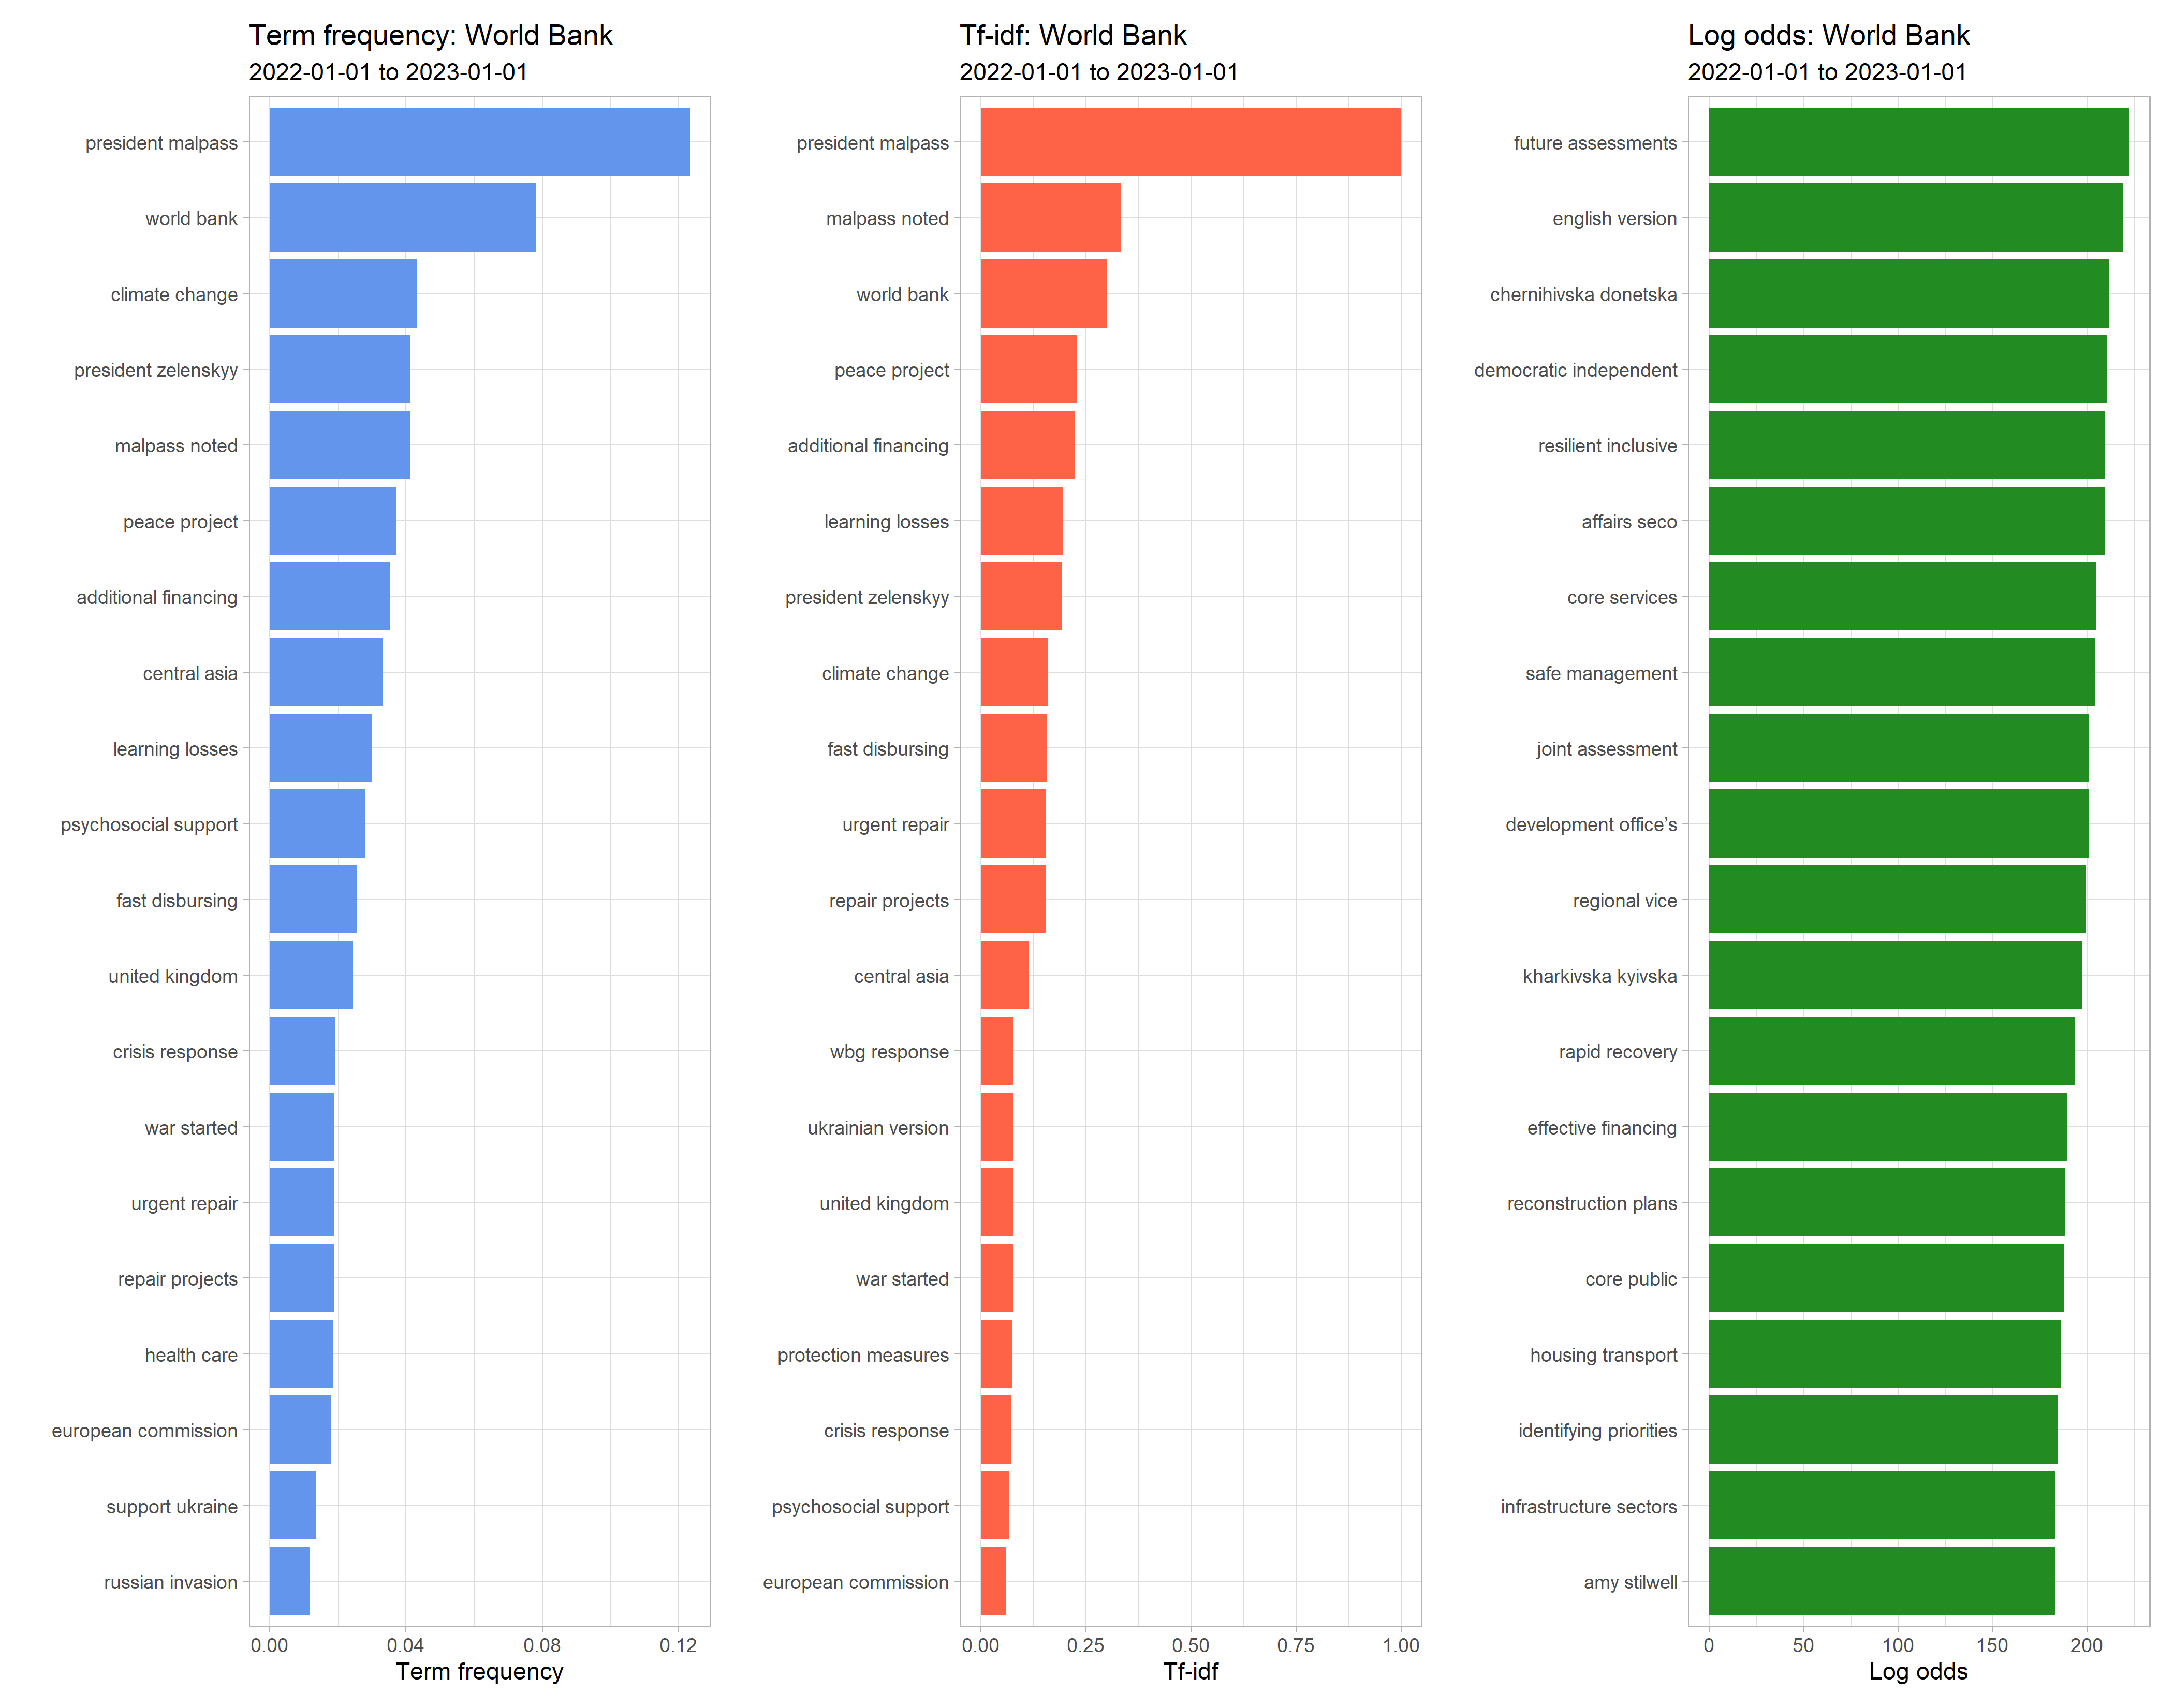 Term frequency: World Bank
2022-01-01 to 2023-01-01
president malpass
world bank
climate change
president zelenskyy
malpass noted
peace project
additional financing
central asia
learning losses
psychosocial support
fast disbursing
united kingdom
crisis response
war started
urgent repair
repair projects
health care
european commission
support ukraine
russian invasion
0.00 0.04 0.08 0.12
Term frequency
Tf-idf: World Bank
2022-01-01 to 2023-01-01
president malpass
malpass noted
world bank
peace project
additional financing
learning losses
president zelenskyy
climate change
fast disbursing
urgent repair
repair projects
central asia
wbg response
ukrainian version
united kingdom
war started
protection measures
crisis response
psychosocial support
european commission
0.00 0.25 0.50 0.75 1.00
Tf-idf
Log odds: World Bank
2022-01-01 to 2023-01-01
future assessments
english version
chernihivska donetska
democratic independent
resilient inclusive
affairs seco
core services
safe management
joint assessment
development office’s
regional vice
kharkivska kyivska
rapid recovery
effective financing
reconstruction plans
core public
housing transport
identifying priorities
infrastructure sectors
amy stilwell
0 50 100 150 200
Log odds